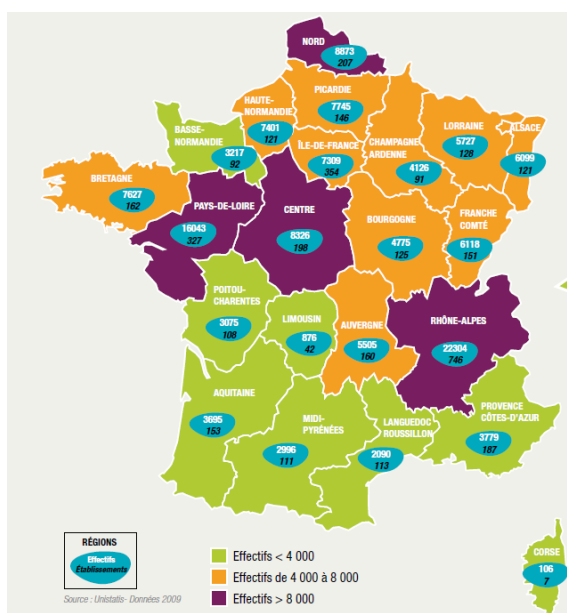 NORD
8873
207
PICARDIE
7745
146
HAUTE-
NORMANDIE
7401
121
BASSE-
NORMANDIE
3217
92
ÎLE-DE-FRANCE
7309
354
CHAMPAGNE
ARDENNE
4126
91
LORRAINE
5727
128
ALSACE
6099
121
BRETAGNE
7627
162
PAYS-DE-LOIRE
16043
327
CENTRE
8326
198
BOURGOGNE
4775
125
FRANCHE
COMTÉ
6118
151
POITOU-
CHARENTES
3075
108
LIMOUSIN
876
42
AUVERGNE
5505
160
RHÔNE-ALPES
22304
746
AQUITAINE
3695
153
MIDI-
PYRÉNÉES
2996
111
LANGUEDOC
ROUSSILLON
2090
113
PROVENCE
CÔTES-D'AZUR
3779
187
CORSE
106
7
RÉGIONS
Effectifs
Établissements
Effectifs < 4 000
Effectifs de 4 000 à 8 000
Effectifs > 8 000
Source : Unistatis- Données 2009